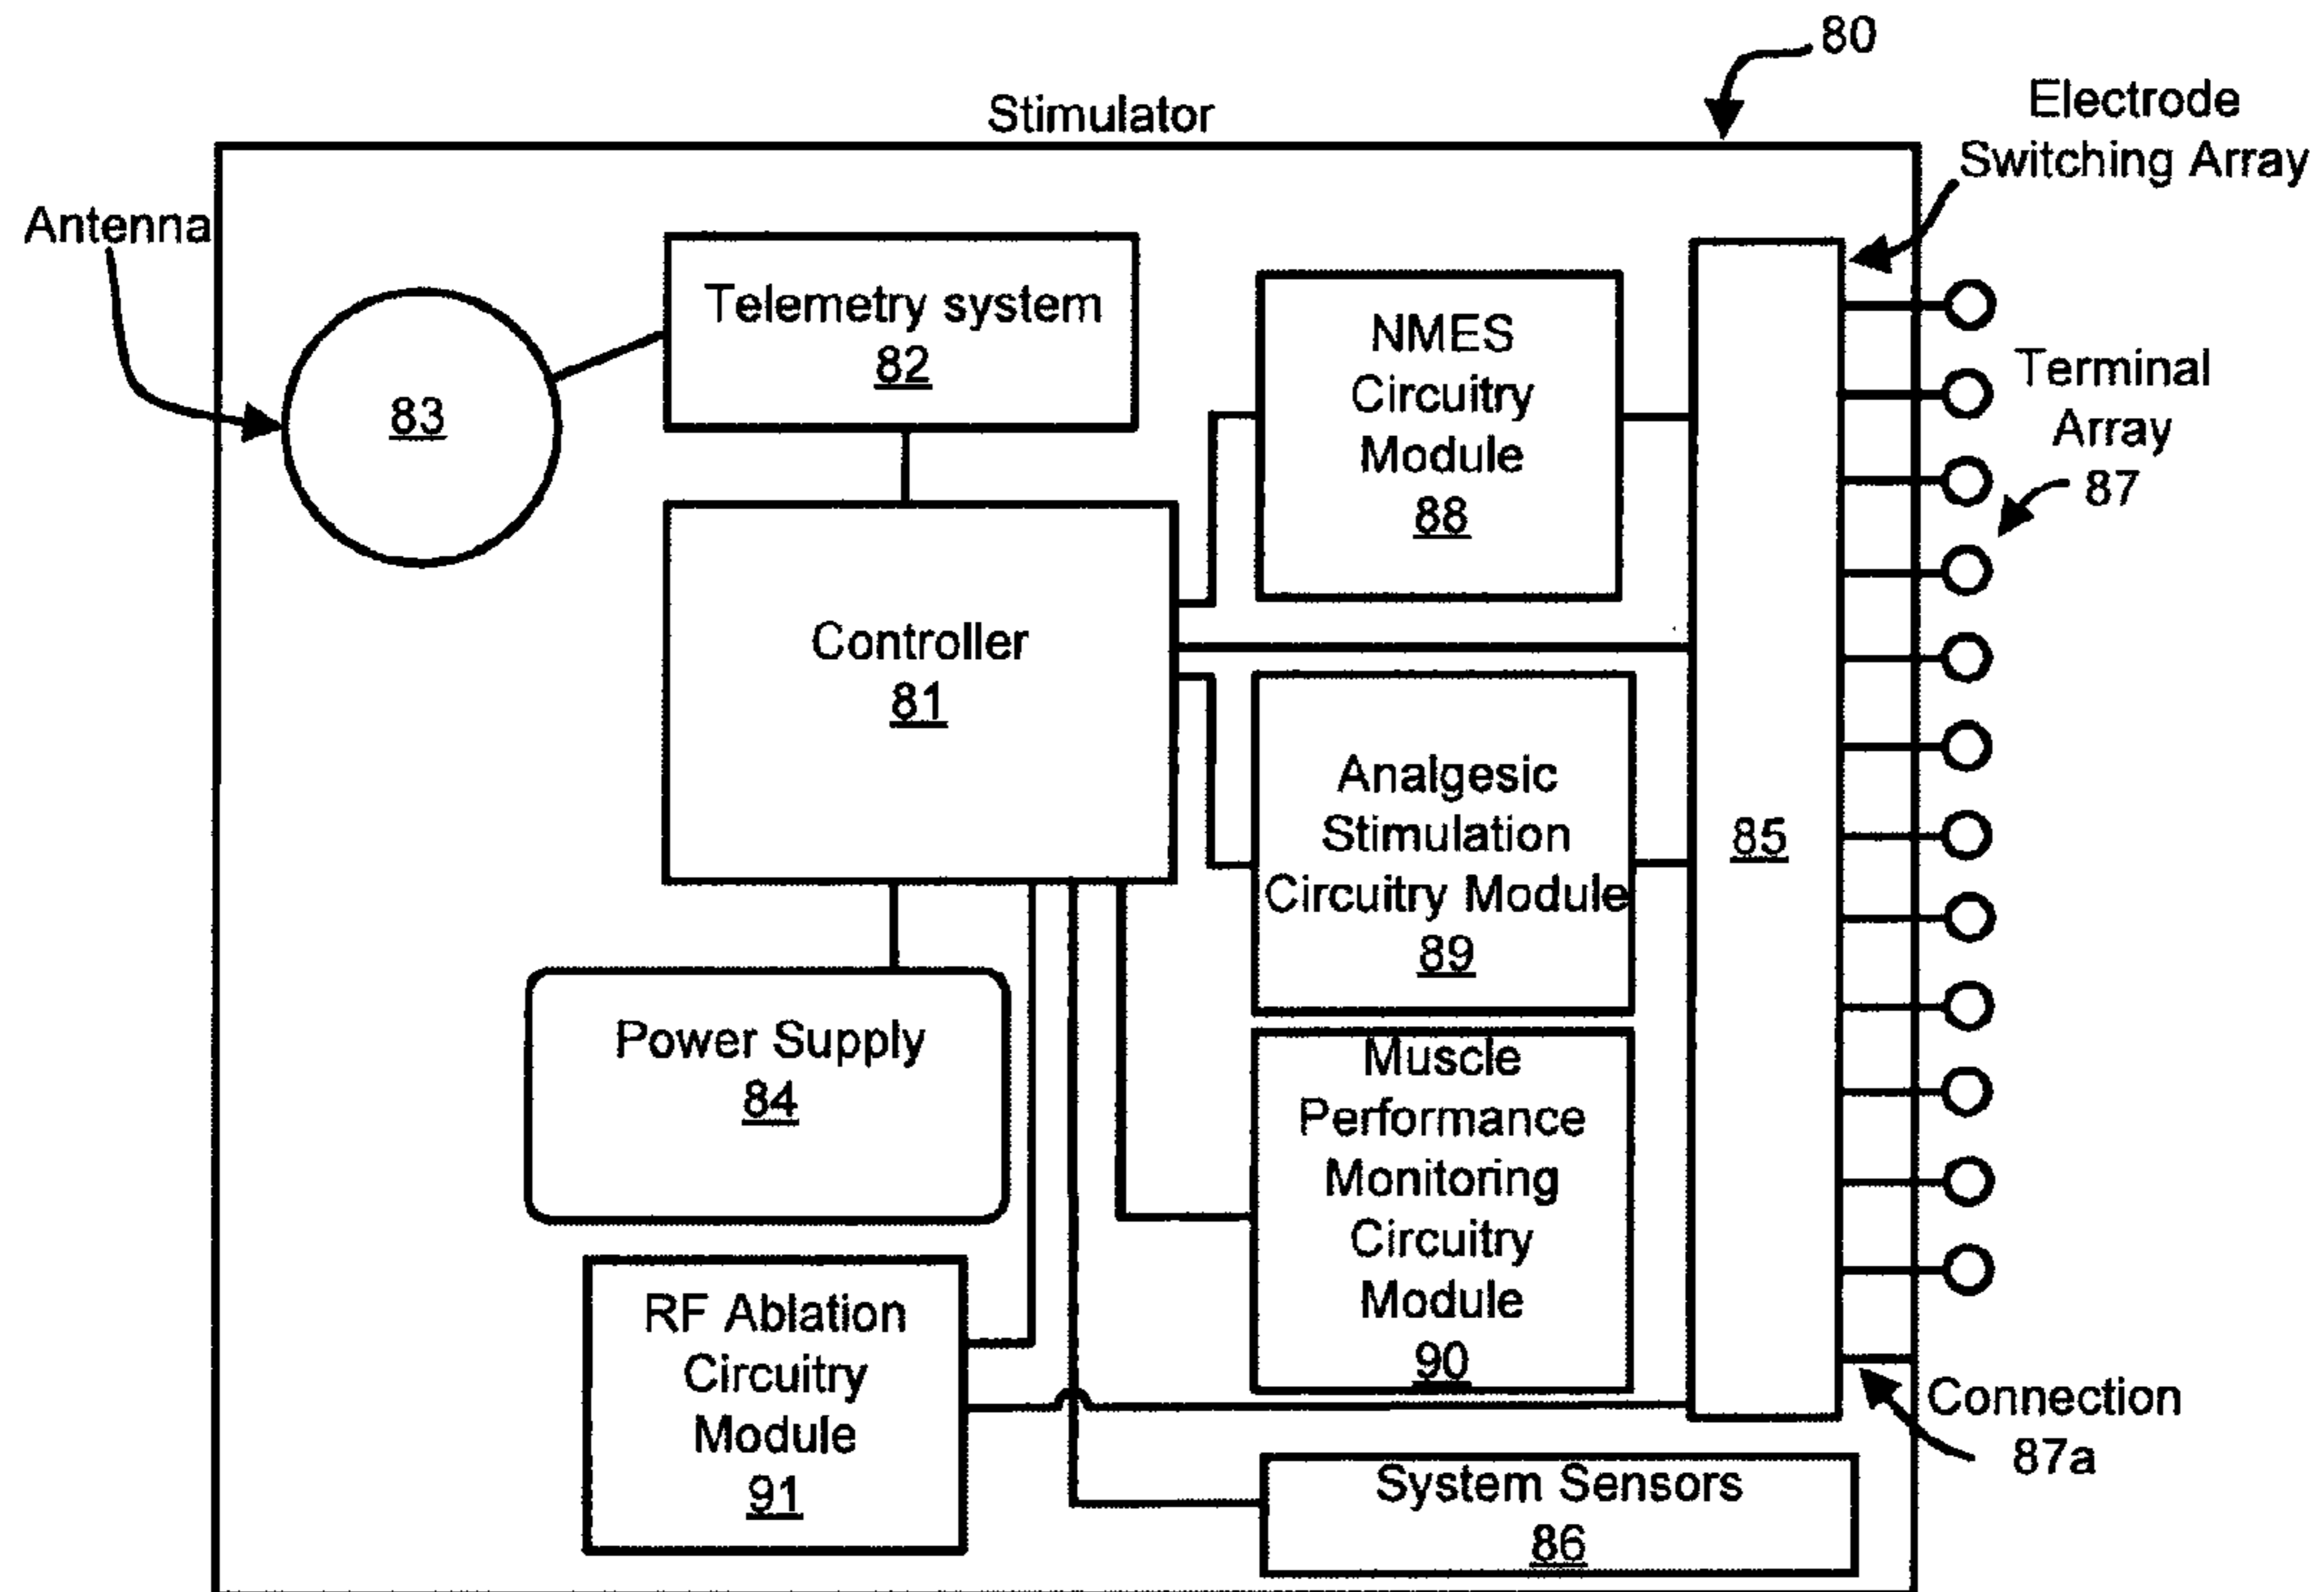 80
Stimulator
Electrode
Switching Array
Antenna
83
Telemetry system
82
NMES
Circuitry
Module
88
Terminal
Array
87
Controller
81
Analgesic
Stimulation
Circuitry Module
89
85
Power Supply
84
Muscle
Performance
Monitoring
Circuitry
Module
90
RF Ablation
Circuitry
Module
91
Connection
87a
System Sensors
86